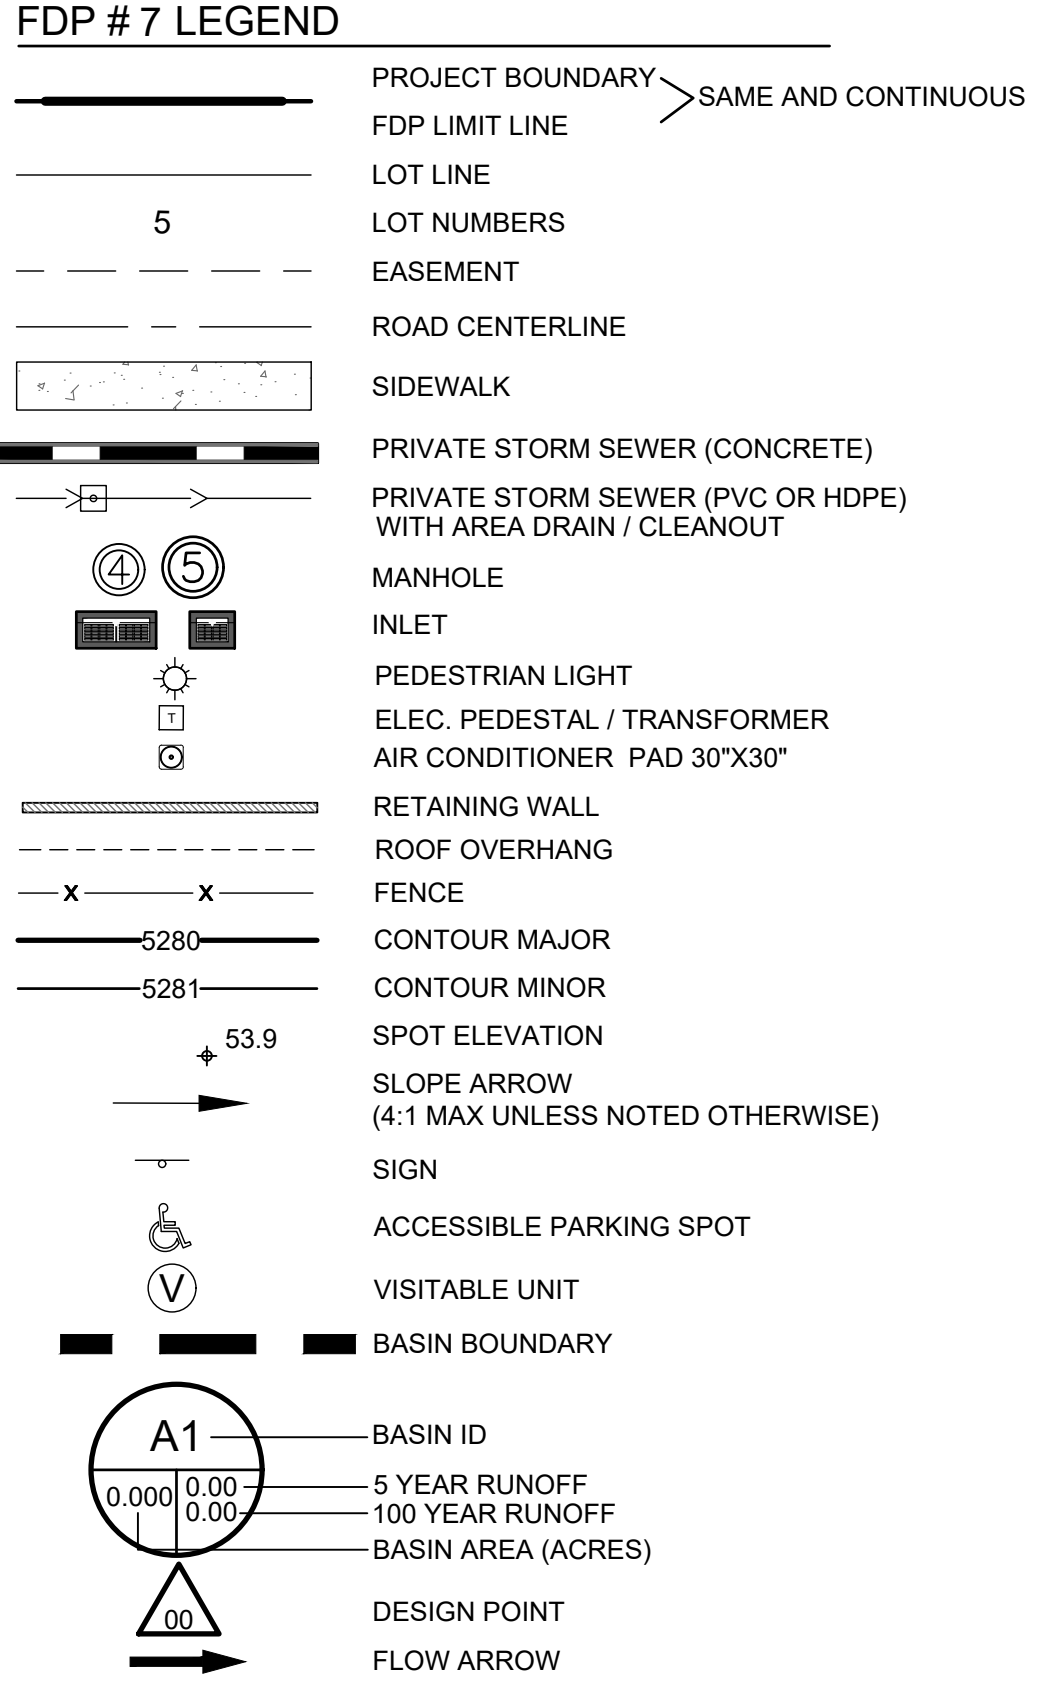 FDP # 7 LEGEND
PROJECT BOUNDARY
SAME AND CONTINUOUS
FDP LIMIT LINE
LOT LINE
5 LOT NUMBERS
EASEMENT
ROAD CENTERLINE
SIDEWALK
PRIVATE STORM SEWER (CONCRETE)
PRIVATE STORM SEWER (PVC OR HDPE)
WITH AREA DRAIN / CLEANOUT
4 5 MANHOLE
INLET
PEDESTRIAN LIGHT
T ELEC. PEDESTAL / TRANSFORMER
AIR CONDITIONER PAD 30"X30"
RETAINING WALL
ROOF OVERHANG
X X FENCE
5280 CONTOUR MAJOR
5281 CONTOUR MINOR
53.9 SPOT ELEVATION
SLOPE ARROW
(4:1 MAX UNLESS NOTED OTHERWISE)
SIGN
ACCESSIBLE PARKING SPOT
V VISITABLE UNIT
BASIN BOUNDARY
A1 BASIN ID
0.000 0.00 5 YEAR RUNOFF
0.00 100 YEAR RUNOFF
BASIN AREA (ACRES)
00 DESIGN POINT
FLOW ARROW